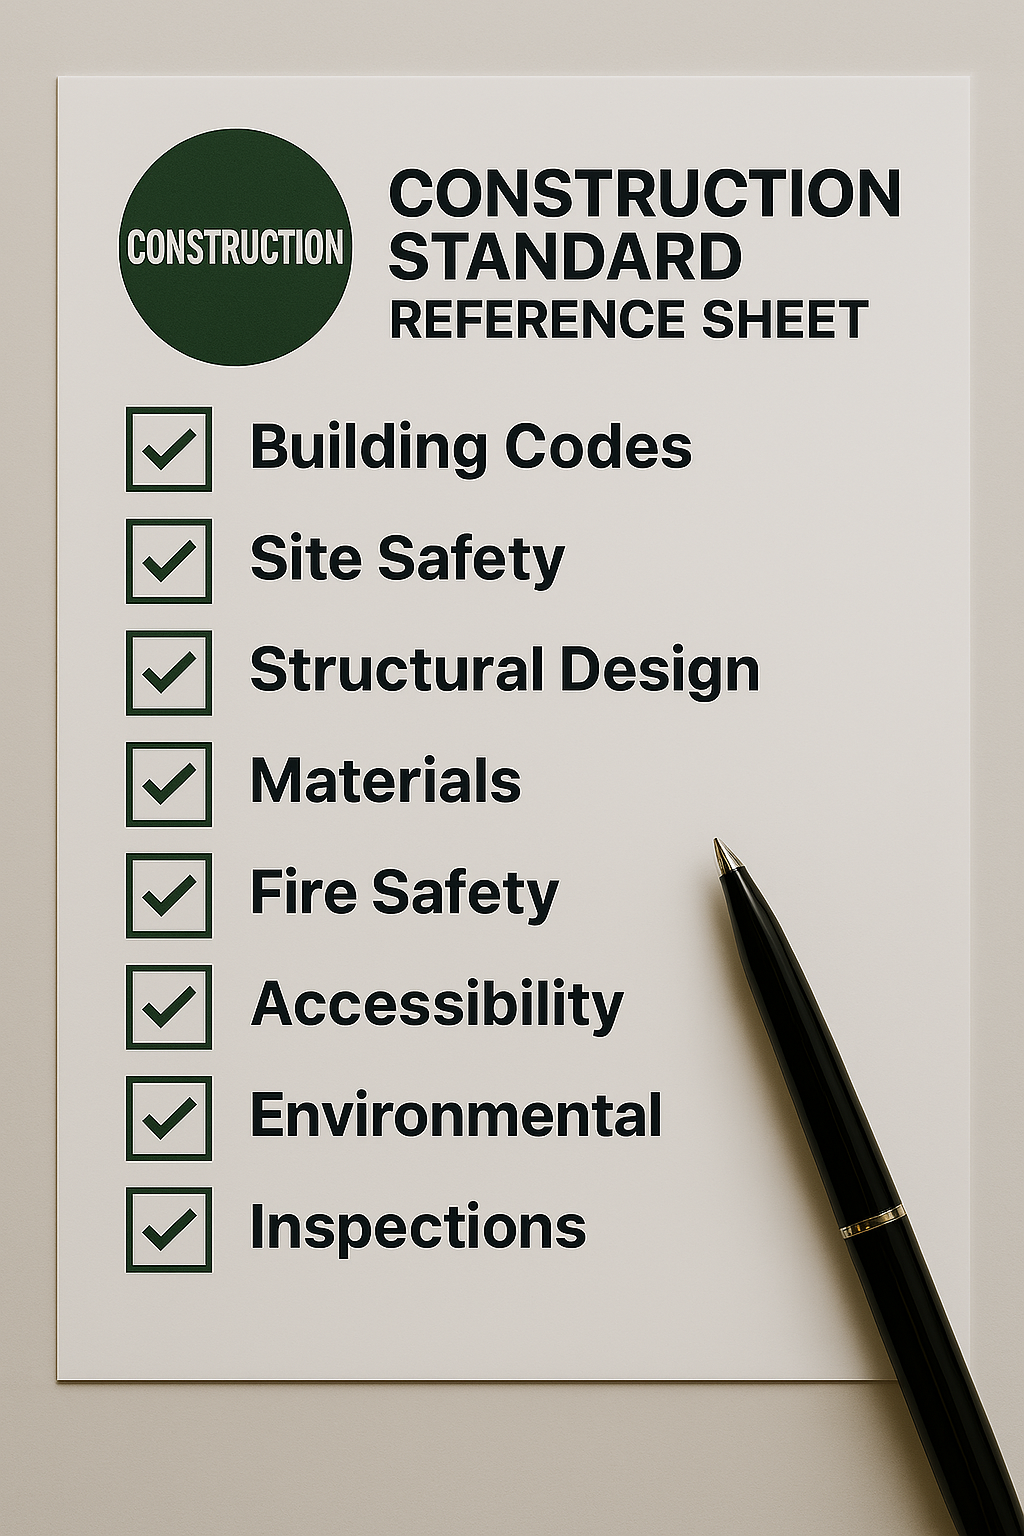 CONSTRUCTION
CONSTRUCTION
STANDARD
REFERENCE SHEET
Building Codes
Site Safety
Structural Design
Materials
Fire Safety
Accessibility
Environmental
Inspections